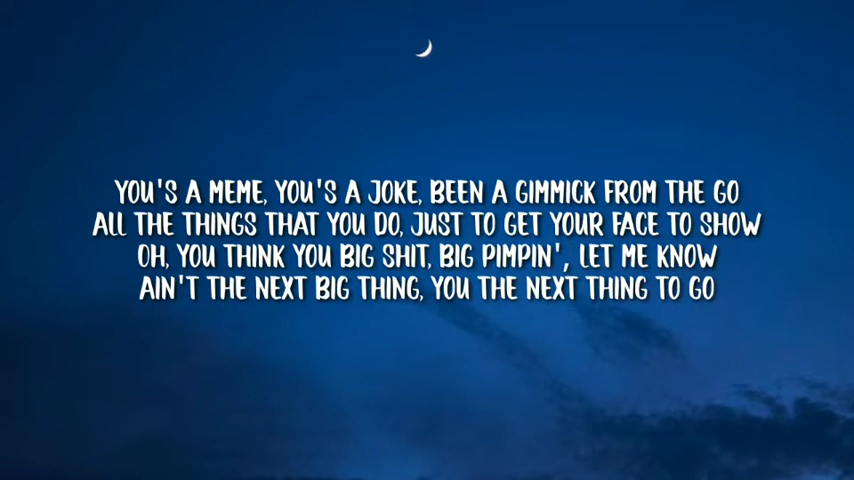 YOU'S A MEME, YOU'S A JOKE, BEEN A GIMMICK FROM THE GO
ALL THE THINGS THAT YOU DO, JUST TO GET YOUR FACE TO SHOW
OH, YOU THINK YOU BIG SHIT, BIG PIMPIN', LET ME KNOW
AIN'T THE NEXT BIG THING, YOU THE NEXT THING TO GO